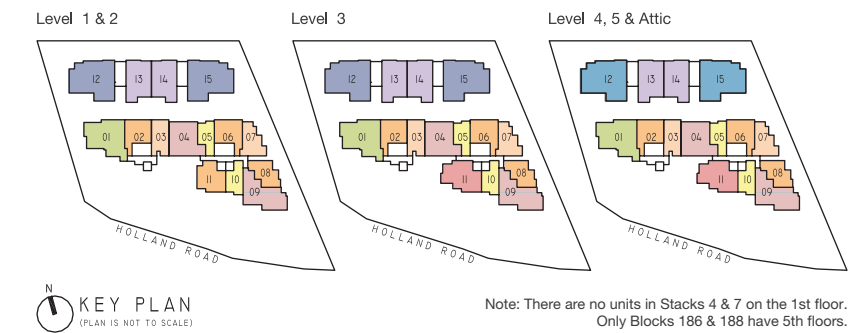 Level 1 & 2
Level 3
Level 4, 5 & Attic
12 13 14 15
12 13 14 15
12 13 14 15
01 02 03 04 05 06 07
01 02 03 04 05 06 07
01 02 03 04 05 06 07
11 10 09 08
11 10 09 08
11 10 09 08
HOLLAND ROAD
HOLLAND ROAD
HOLLAND ROAD
N
KEY PLAN
(PLAN IS NOT TO SCALE)
Note: There are no units in Stacks 4 & 7 on the 1st floor.
Only Blocks 186 & 188 have 5th floors.